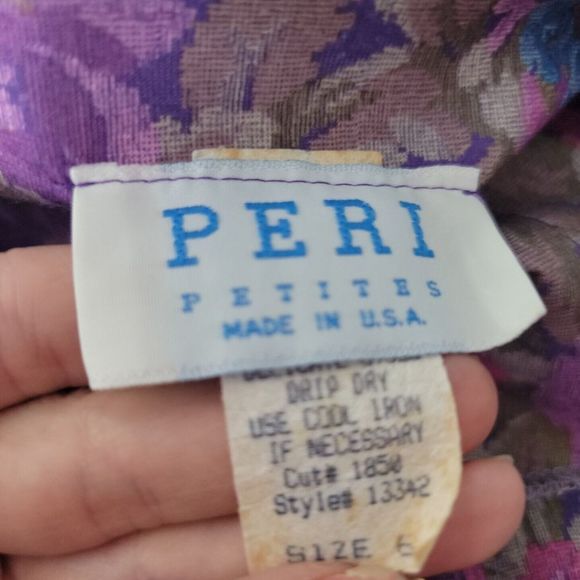 PERI
PETITES
MADE IN U.S.A.
DRIP DRY
USE COOL IRON
IF NECESSARY
Cut# 1850
Style# 13342
SIZE 6